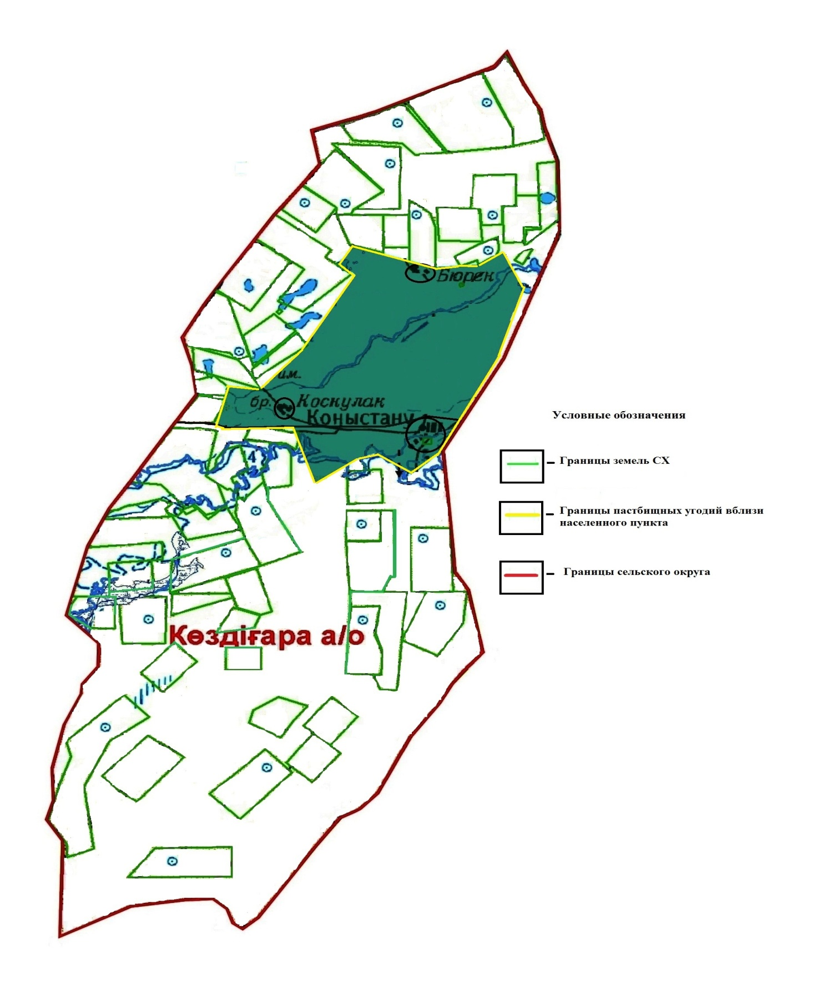 Бюрек
им.
бр. Коскулак
Коныстану
Условные обозначения
Границы земель СХ
4
Границы пастбищных угодий вблизи
населенного пункта
Границы сельского округа
Көздіғара а/о